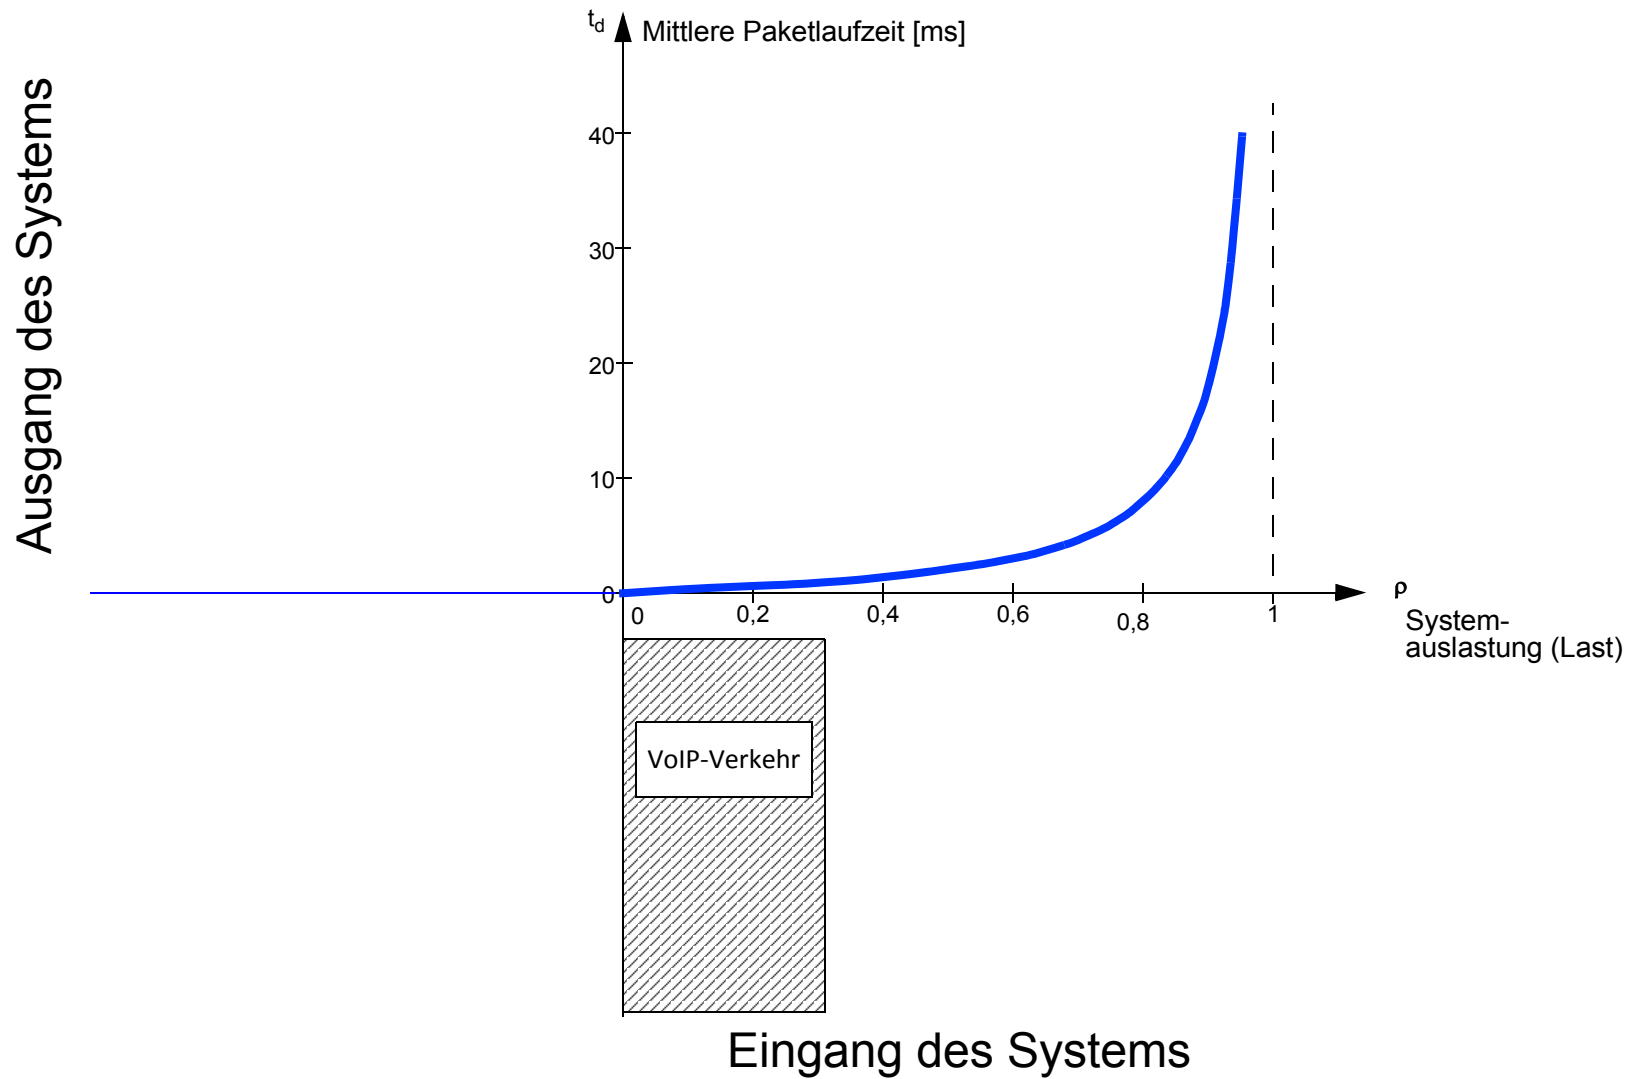 t_d
Mittlere Paketlaufzeit [ms]
Ausgang des Systems
40
30
20
10
0
0
0,2
0,4
0,6
0,8
1
ρ
System-
auslastung (Last)
VoIP-Verkehr
Eingang des Systems